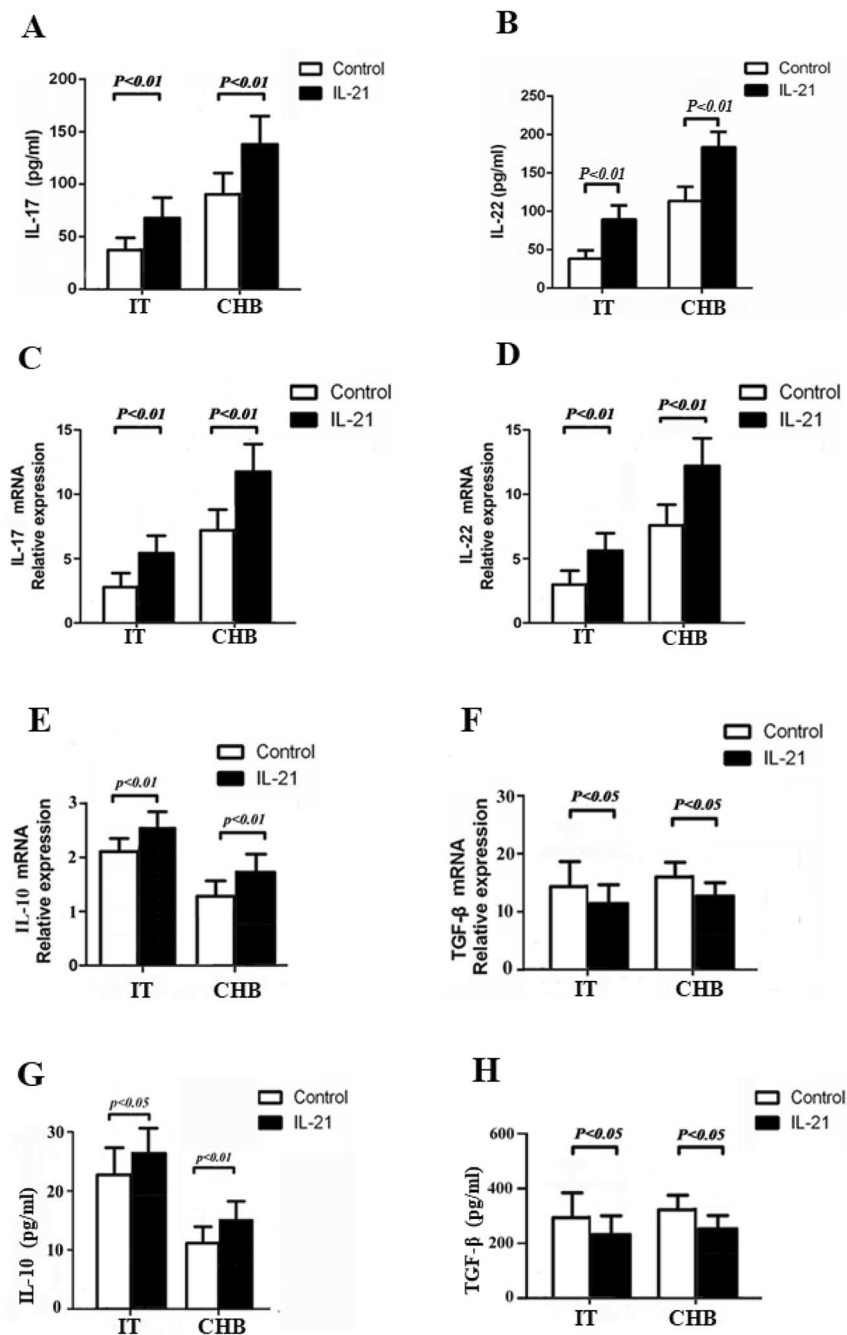 A
Control
IL-21
P<0.01
P<0.01
IL-17 (pg/ml)
200
150
100
50
0
IT
CHB
B
Control
IL-21
P<0.01
P<0.01
IL-22 (pg/ml)
250
200
150
100
50
0
IT
CHB
C
Control
IL-21
P<0.01
P<0.01
IL-17 mRNA
Relative expression
15
10
5
0
IT
CHB
D
Control
IL-21
P<0.01
P<0.01
IL-22 mRNA
Relative expression
15
10
5
0
IT
CHB
E
Control
IL-21
p<0.01
p<0.01
IL-10 mRNA
Relative expression
3
2
1
0
IT
CHB
F
Control
IL-21
P<0.05
P<0.05
TGF-β mRNA
Relative expression
30
20
10
0
IT
CHB
G
Control
IL-21
p<0.05
p<0.01
IL-10 (pg/ml)
30
20
10
0
IT
CHB
H
Control
IL-21
P<0.05
P<0.05
TGF-β (pg/ml)
600
400
200
0
IT
CHB